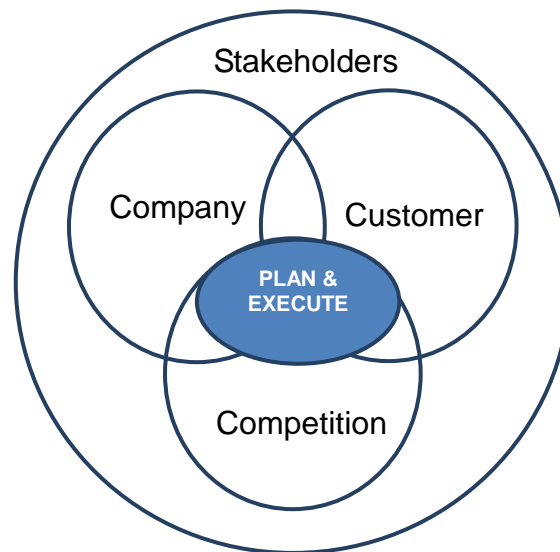 Stakeholders
Company
Customer
PLAN &
EXECUTE
Competition